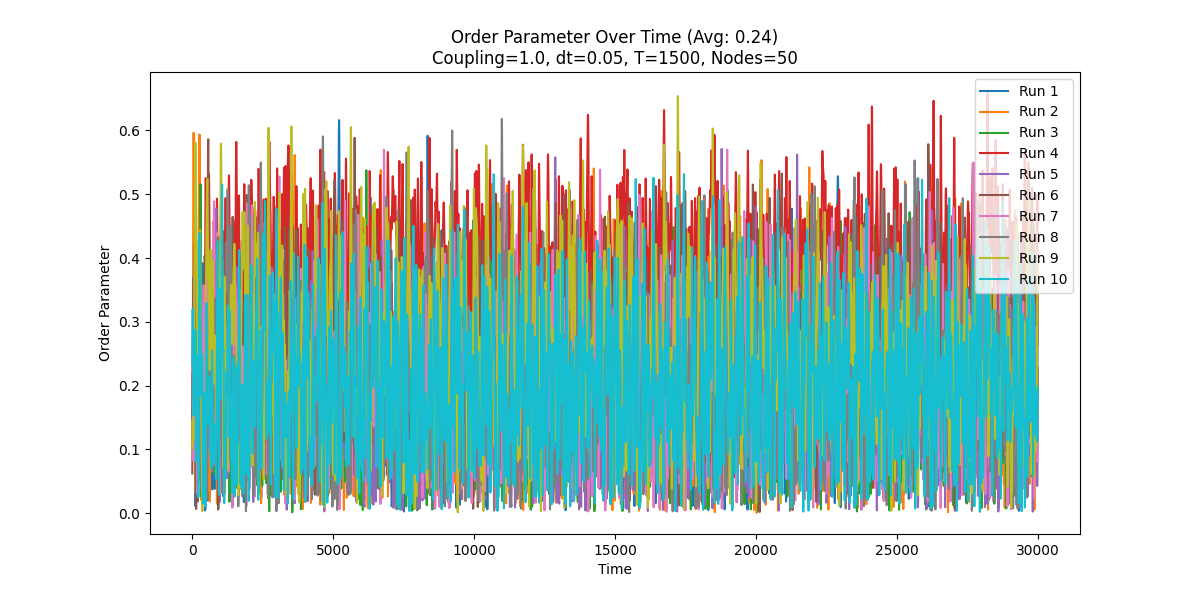 Order Parameter Over Time (Avg: 0.24)
Coupling=1.0, dt=0.05, T=1500, Nodes=50
Order Parameter
0.6
0.5
0.4
0.3
0.2
0.1
0.0
Run 1
Run 2
Run 3
Run 4
Run 5
Run 6
Run 7
Run 8
Run 9
Run 10
0
5000
10000
15000
20000
25000
30000
Time